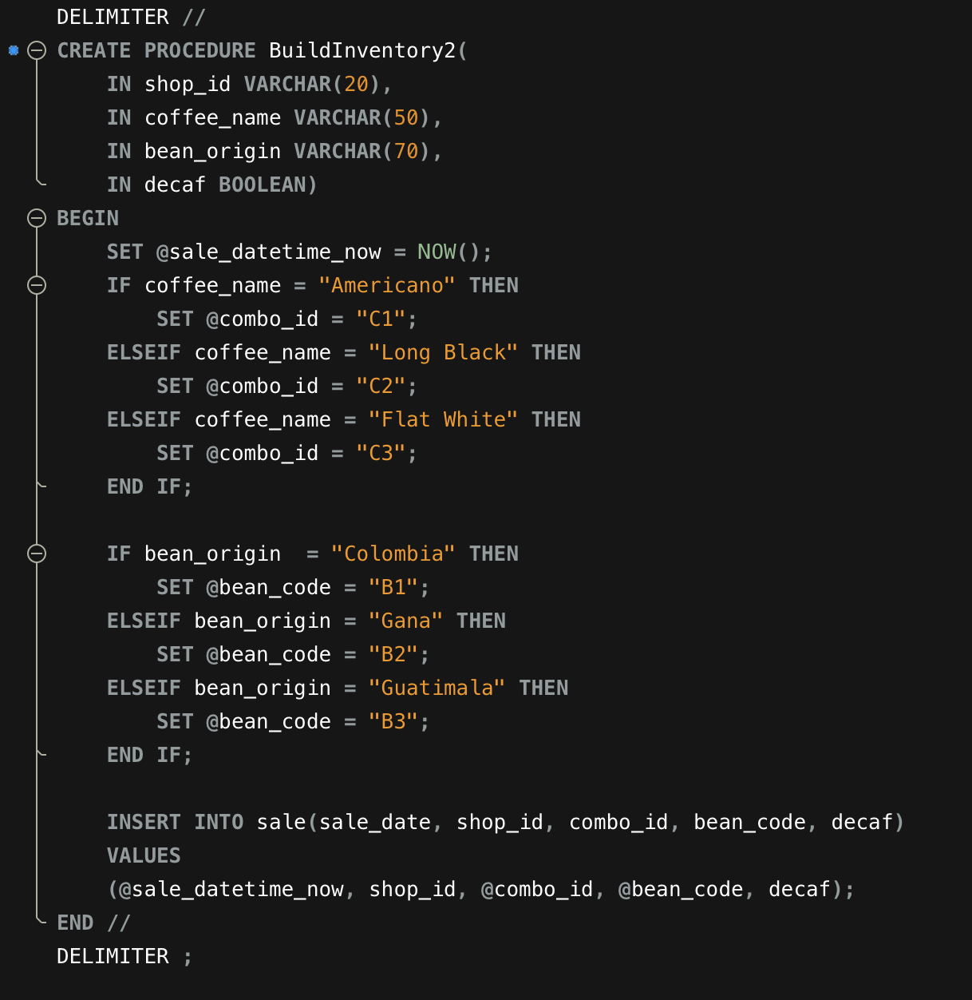 DELIMITER //
CREATE PROCEDURE BuildInventory2(
    IN shop_id VARCHAR(20),
    IN coffee_name VARCHAR(50),
    IN bean_origin VARCHAR(70),
    IN decaf BOOLEAN)
BEGIN
    SET @sale_datetime_now = NOW();
    IF coffee_name = "Americano" THEN
        SET @combo_id = "C1";
    ELSEIF coffee_name = "Long Black" THEN
        SET @combo_id = "C2";
    ELSEIF coffee_name = "Flat White" THEN
        SET @combo_id = "C3";
    END IF;

    IF bean_origin  = "Colombia" THEN
        SET @bean_code = "B1";
    ELSEIF bean_origin = "Gana" THEN
        SET @bean_code = "B2";
    ELSEIF bean_origin = "Guatimala" THEN
        SET @bean_code = "B3";
    END IF;

    INSERT INTO sale(sale_date, shop_id, combo_id, bean_code, decaf)
    VALUES
    (@sale_datetime_now, shop_id, @combo_id, @bean_code, decaf);
END //
DELIMITER ;